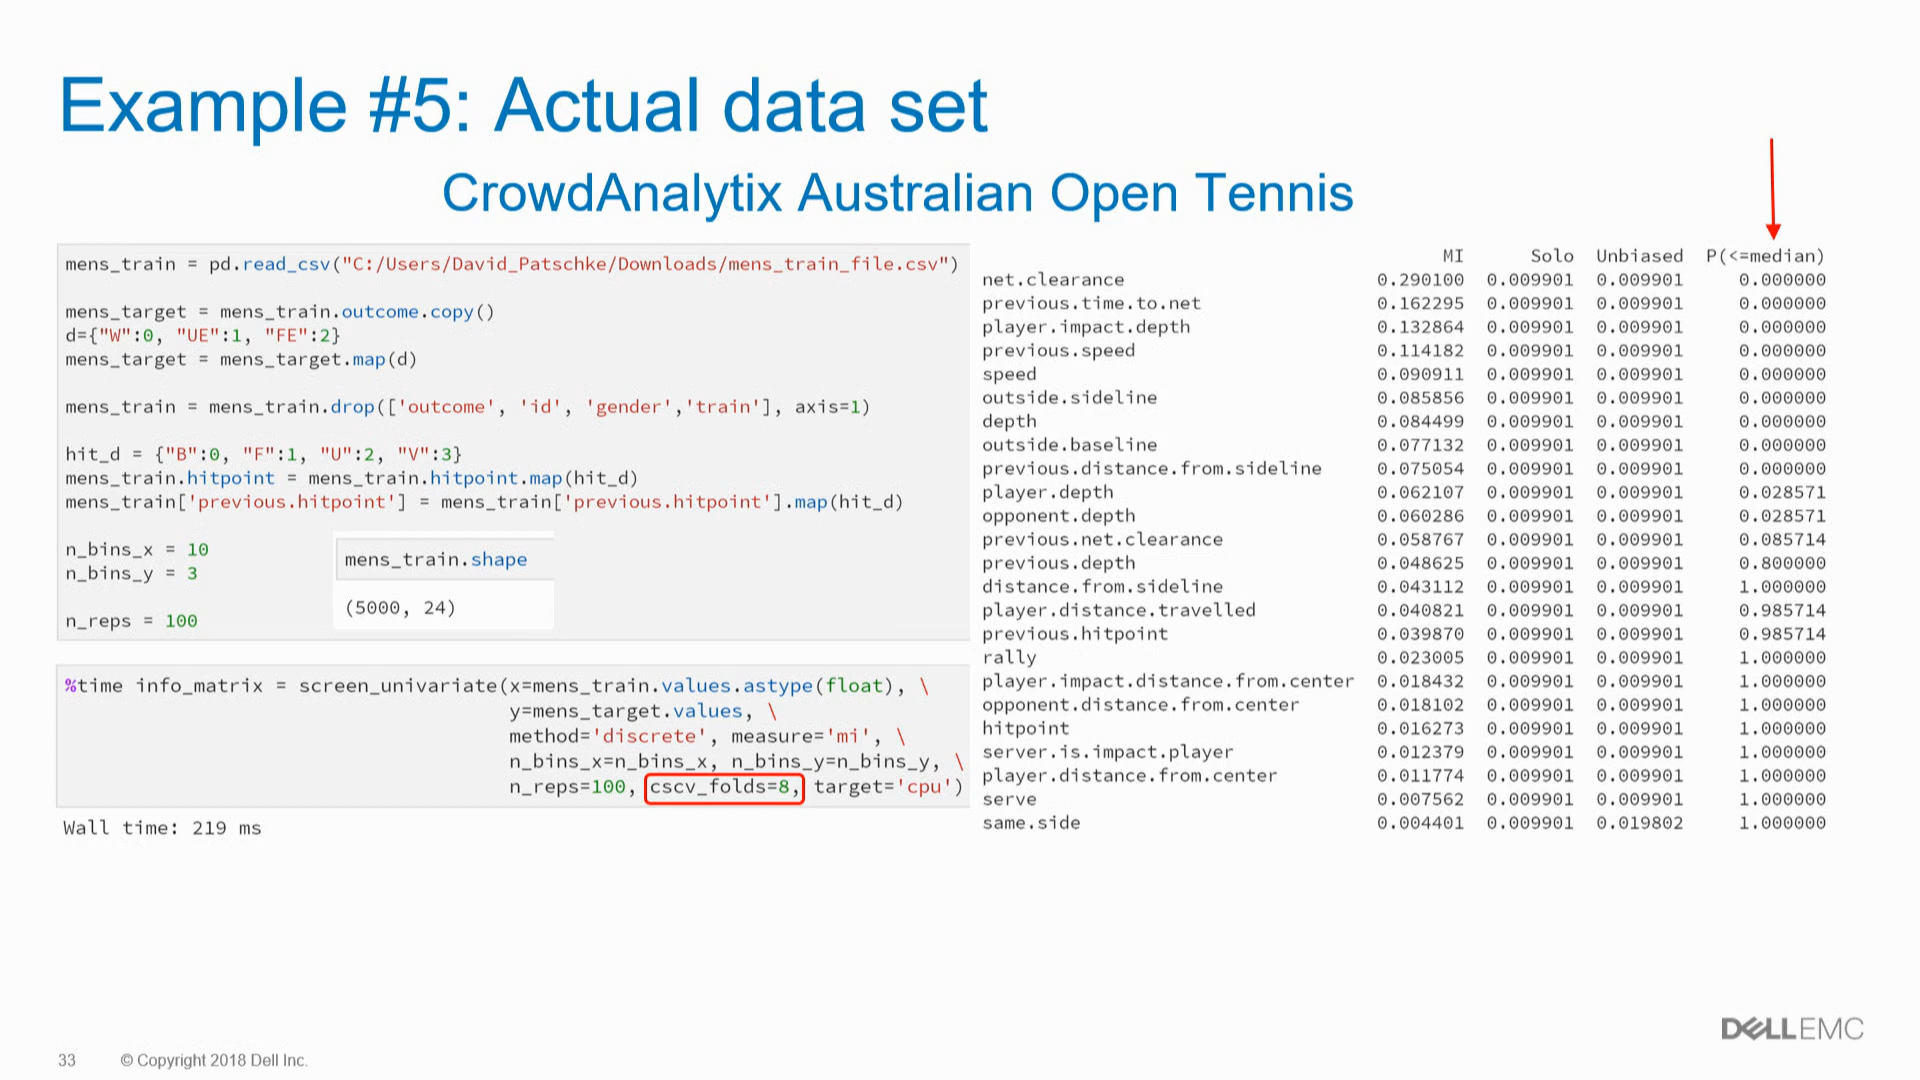 Example #5: Actual data set
CrowdAnalytix Australian Open Tennis
mens_train = pd.read_csv("C:/Users/David_Patschke/Downloads/mens_train_file.csv")
mens_target = mens_train.outcome.copy()
d={"W":0, "UE":1, "FE":2}
mens_target = mens_target.map(d)
mens_train = mens_train.drop(['outcome', 'id', 'gender','train'], axis=1)
hit_d = {"B":0, "F":1, "U":2, "V":3}
mens_train.hitpoint = mens_train.hitpoint.map(hit_d)
mens_train['previous.hitpoint'] = mens_train['previous.hitpoint'].map(hit_d)
n_bins_x = 10
n_bins_y = 3
n_reps = 100
mens_train.shape
(5000, 24)
%time info_matrix = screen_univariate(x=mens_train.values.astype(float), \
y=mens_target.values, \
method='discrete', measure='mi', \
n_bins_x=n_bins_x, n_bins_y=n_bins_y, \
n_reps=100, cscv_folds=8, target='cpu')
Wall time: 219 ms
MI Solo Unbiased P(<=median)
net.clearance 0.290100 0.009901 0.009901 0.000000
previous.time.to.net 0.162295 0.009901 0.009901 0.000000
player.impact.depth 0.132864 0.009901 0.009901 0.000000
previous.speed 0.114182 0.009901 0.009901 0.000000
speed 0.090911 0.009901 0.009901 0.000000
outside.sideline 0.085856 0.009901 0.009901 0.000000
depth 0.084499 0.009901 0.009901 0.000000
outside.baseline 0.077132 0.009901 0.009901 0.000000
previous.distance.from.sideline 0.075054 0.009901 0.009901 0.000000
player.depth 0.062107 0.009901 0.009901 0.028571
opponent.depth 0.060286 0.009901 0.009901 0.028571
previous.net.clearance 0.058767 0.009901 0.009901 0.085714
previous.depth 0.048625 0.009901 0.009901 0.800000
distance.from.sideline 0.043112 0.009901 0.009901 1.000000
player.distance.travelled 0.040821 0.009901 0.009901 0.985714
previous.hitpoint 0.039870 0.009901 0.009901 0.985714
rally 0.023005 0.009901 0.009901 1.000000
player.impact.distance.from.center 0.018432 0.009901 0.009901 1.000000
opponent.distance.from.center 0.018102 0.009901 0.009901 1.000000
hitpoint 0.016273 0.009901 0.009901 1.000000
server.is.impact.player 0.012379 0.009901 0.009901 1.000000
player.distance.from.center 0.011774 0.009901 0.009901 1.000000
serve 0.007562 0.009901 0.009901 1.000000
same.side 0.004401 0.009901 0.019802 1.000000
DELLEMC
33 © Copyright 2018 Dell Inc.